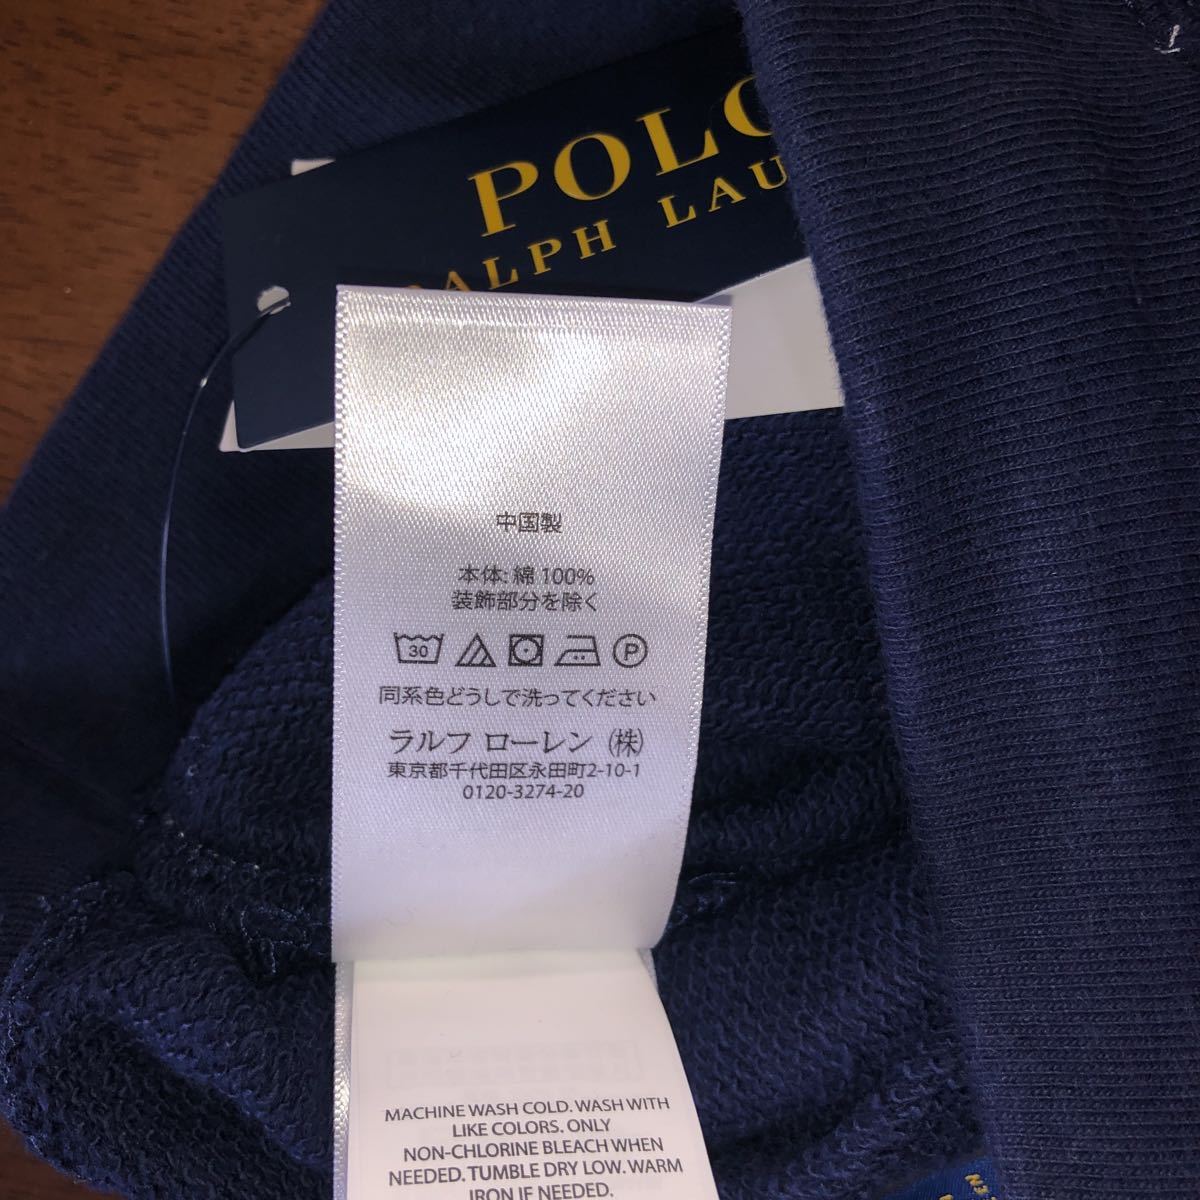 POLO
RALPH LAU
中国製
本体: 綿 100%
装飾部分を除く
30 P
同系色どうしで洗ってください
ラルフ ローレン (株)
東京都千代田区永田町2-10-1
0120-3274-20
MACHINE WASH COLD. WASH WITH
LIKE COLORS. ONLY
NON-CHLORINE BLEACH WHEN
NEEDED. TUMBLE DRY LOW. WARM
IRON IF NEEDED.